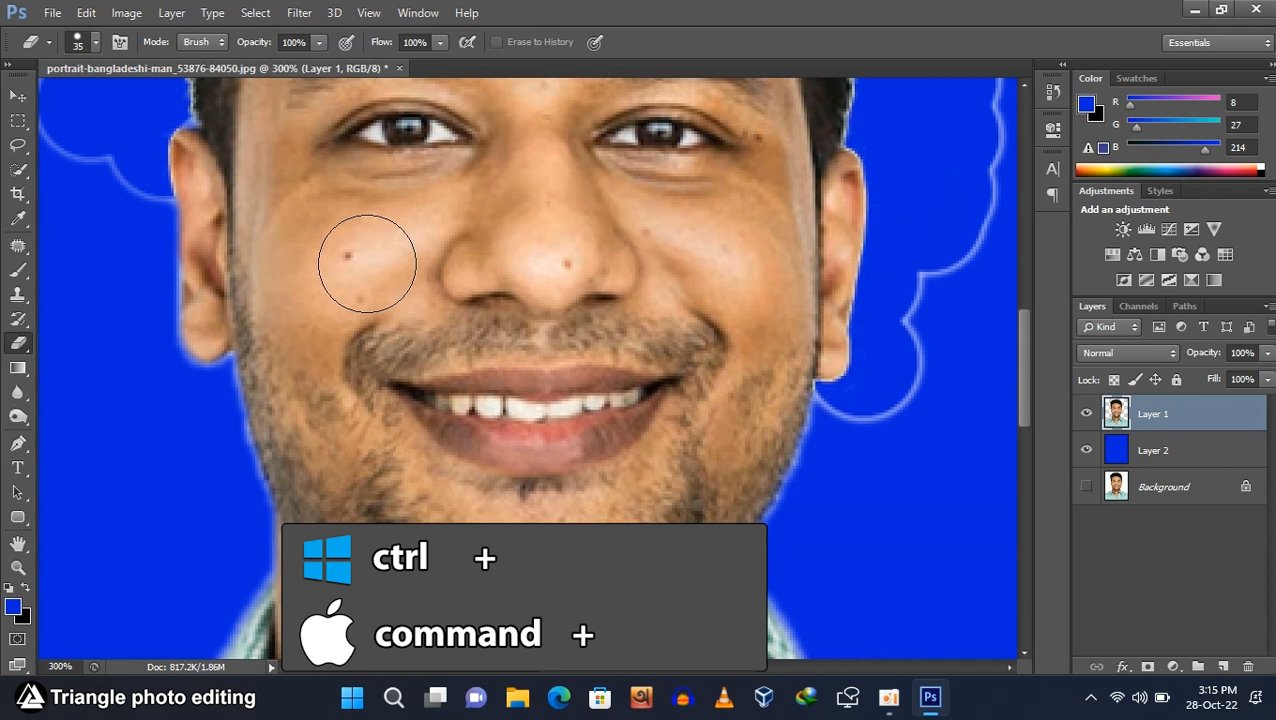 Ps File Edit Image Layer Type Select Filter 3D View Window Help
35 Mode: Brush Opacity: 100% Flow: 100% Erase to History Essentials
portrait-bangladeshi-man_53876-84050.jpg @ 300% (Layer 1, RGB/8) * ×
Color Swatches
R 8
G 27
B 214
Adjustments Styles
Add an adjustment
Layers Channels Paths
Kind
Normal Opacity: 100%
Lock: Fill: 100%
Layer 1
Layer 2
Background
ctrl +
command +
300% Doc: 817.2K/1.86M
Triangle photo editing
Ps
3:15 PM
28-Oct-22